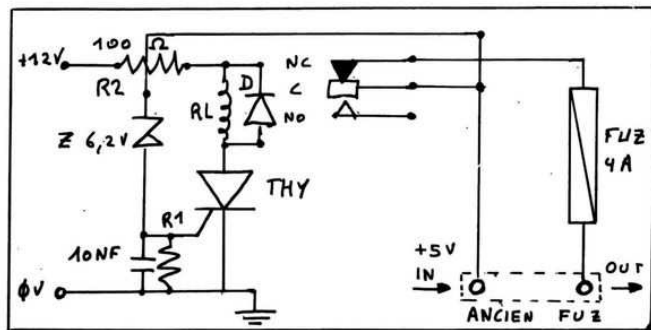 100 Ω
+12V
R2
Z 6,2V
RL
D
NC
C
NO
THY
R1
10NF
ϕV
FUZ
4A
+5V
IN
OUT
ANCIEN FUZ